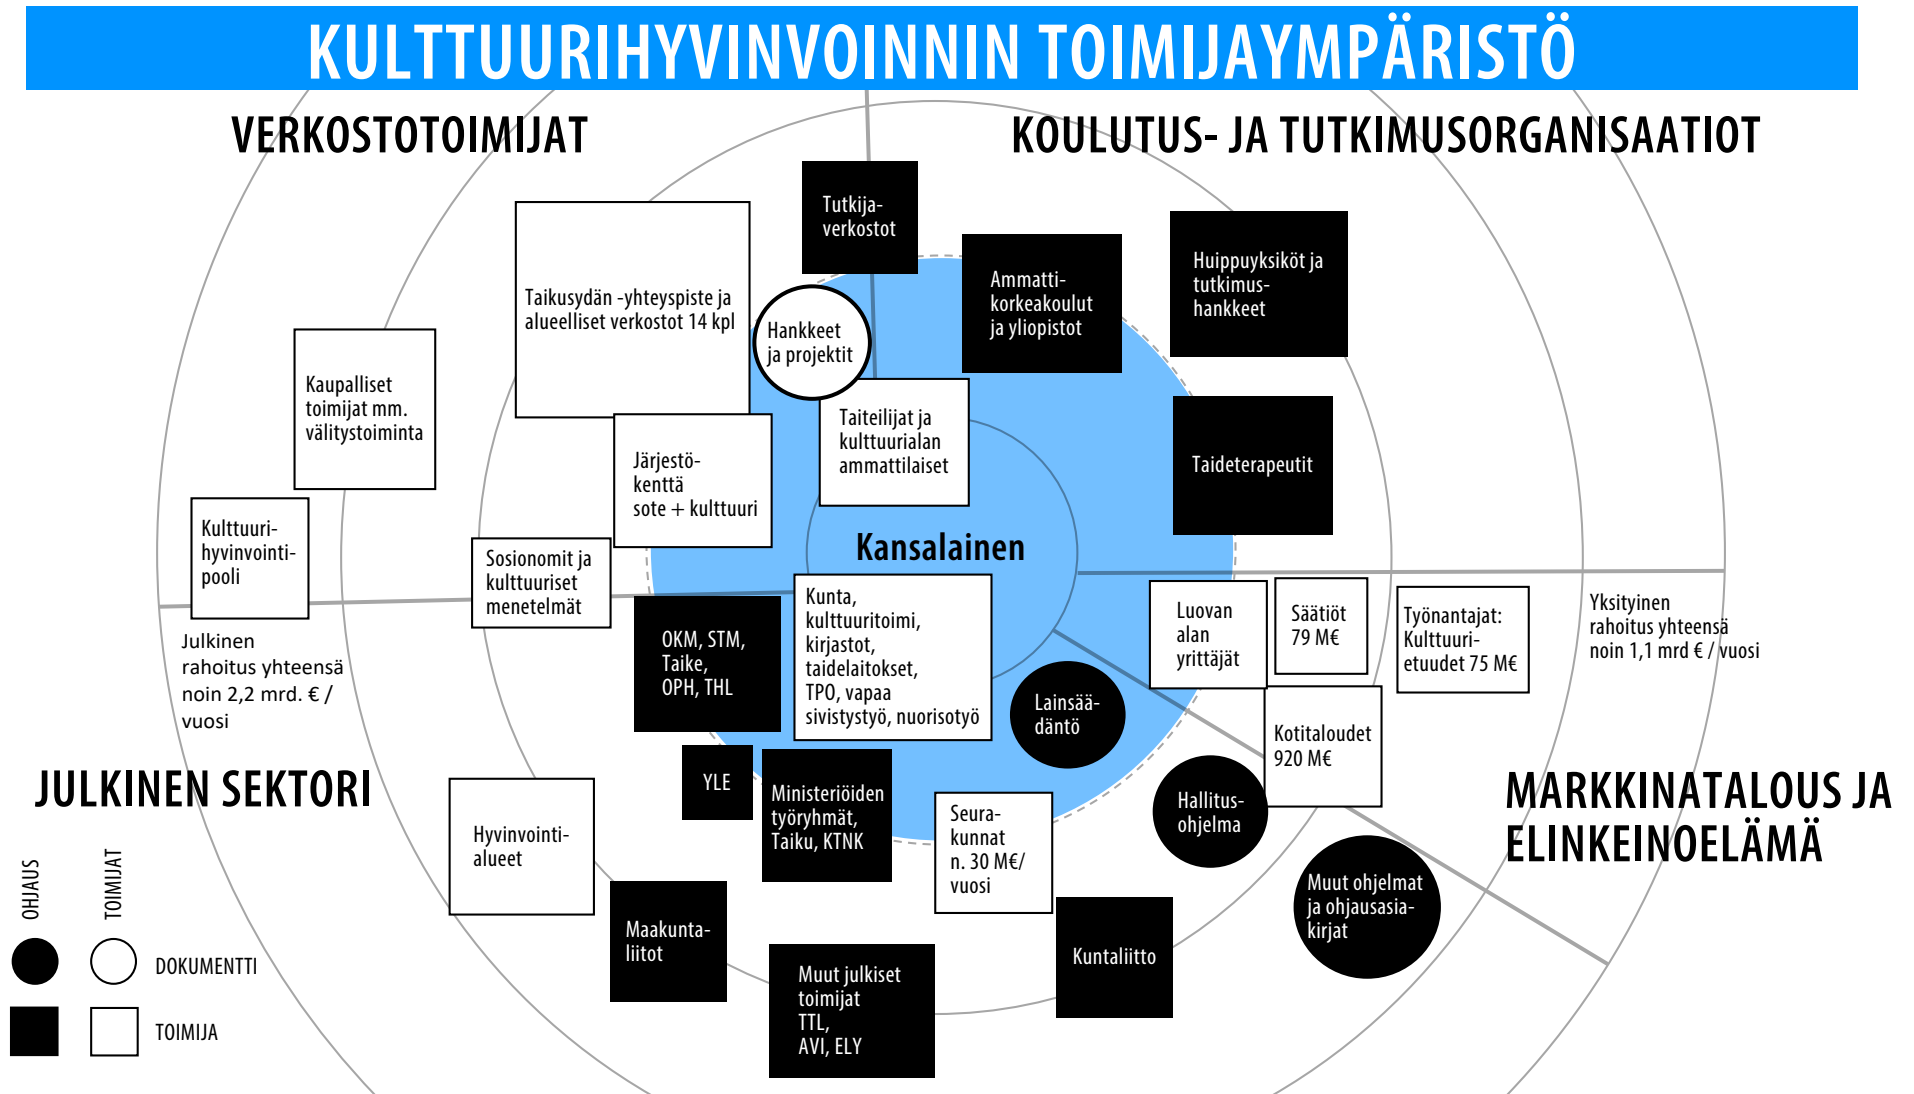 KULTTUURIHYVINVOINNIN TOIMIJAYMPÄRISTÖ
VERKOSTOTOIMIJAT
KOULUTUS- JA TUTKIMUSORGANISAATIOT
Tutkija-
verkostot
Taikusydän -yhteyspiste ja
alueelliset verkostot 14 kpl
Hankkeet
ja projektit
Ammatti-
korkeakoulut
ja yliopistot
Huippuyksiköt ja
tutkimus-
hankkeet
Kaupalliset
toimijat mm.
välitystoiminta
Järjestö-
kenttä
sote + kulttuuri
Taiteilijat ja
kulttuurialan
ammattilaiset
Taideterapeutit
Kulttuuri-
hyvinvointi-
pooli
Sosionomit ja
kulttuuriset
menetelmät
Kansalainen
Julkinen
rahoitus yhteensä
noin 2,2 mrd. € /
vuosi
OKM, STM,
Taike,
OPH, THL
Kunta,
kulttuuritoimi,
kirjastot,
taidelaitokset,
TPO, vapaa
sivistystyö, nuorisotyö
Luovan
alan
yrittäjät
Säätiöt
79 M€
Työnantajat:
Kulttuuri-
etuudet 75 M€
Yksityinen
rahoitus yhteensä
noin 1,1 mrd € / vuosi
Lainsää-
däntö
Kotitaloudet
920 M€
JULKINEN SEKTORI
YLE
Ministeriöiden
työryhmät,
Taiku, KTNK
Hallitus-
ohjelma
MARKKINATALOUS JA
ELINKEINOELÄMÄ
Hyvinvointi-
alueet
Seura-
kunnat
n. 30 M€/
vuosi
Muut ohjelmat
ja ohjausasia-
kirjat
Maakunta-
liitot
Kuntaliitto
Muut julkiset
toimijat
TTL,
AVI, ELY
OHJAUS
TOIMIJAT
DOKUMENTTI
TOIMIJA